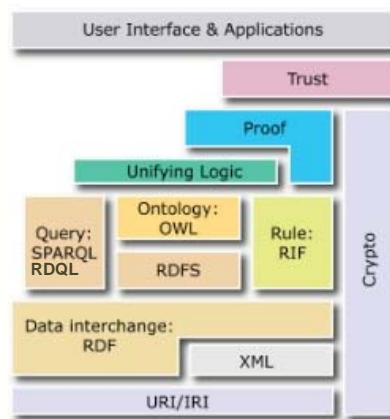 User Interface & Applications
Trust
Proof
Unifying Logic
Query:
SPARQL
RDQL
Ontology:
OWL
RDFS
Rule:
RIF
Crypto
Data interchange:
RDF
XML
URI/IRI